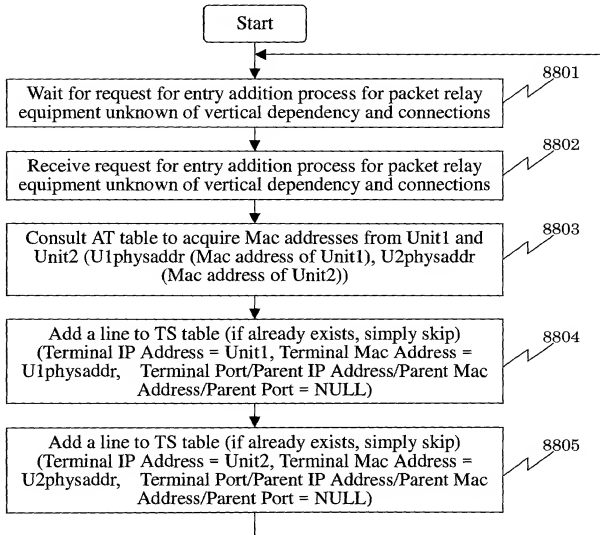 Start
8801
Wait for request for entry addition process for packet relay
equipment unknown of vertical dependency and connections
8802
Receive request for entry addition process for packet relay
equipment unknown of vertical dependency and connections
8803
Consult AT table to acquire Mac addresses from Unit1 and
Unit2 (U1physaddr (Mac address of Unit1), U2physaddr
(Mac address of Unit2))
8804
Add a line to TS table (if already exists, simply skip)
(Terminal IP Address = Unit1, Terminal Mac Address =
U1physaddr, Terminal Port/Parent IP Address/Parent Mac
Address/Parent Port = NULL)
8805
Add a line to TS table (if already exists, simply skip)
(Terminal IP Address = Unit2, Terminal Mac Address =
U2physaddr, Terminal Port/Parent IP Address/Parent Mac
Address/Parent Port = NULL)